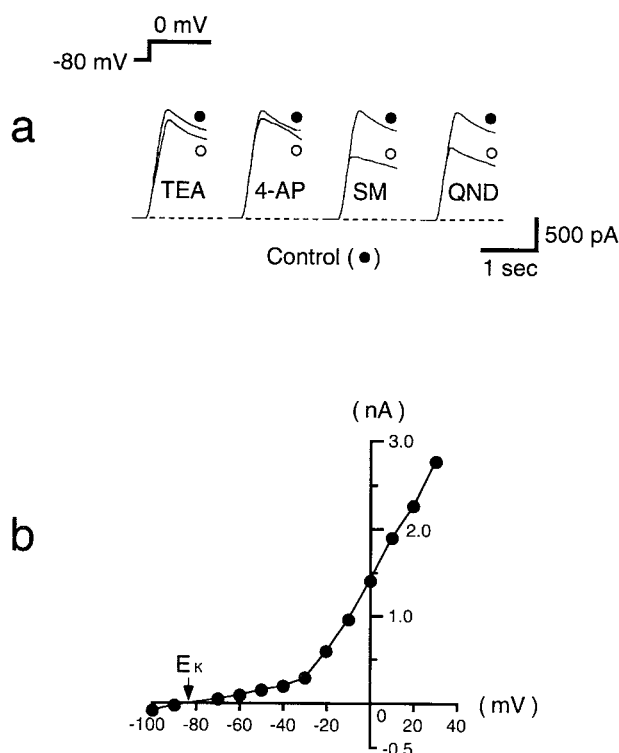 0 mV
-80 mV
a
TEA 4-AP SM QND
500 pA
Control ( ● )
1 sec
( nA )
3.0
b
2.0
1.0
EK
-100 -80 -60 -40 -20 0 20 40 ( mV )
-0.5